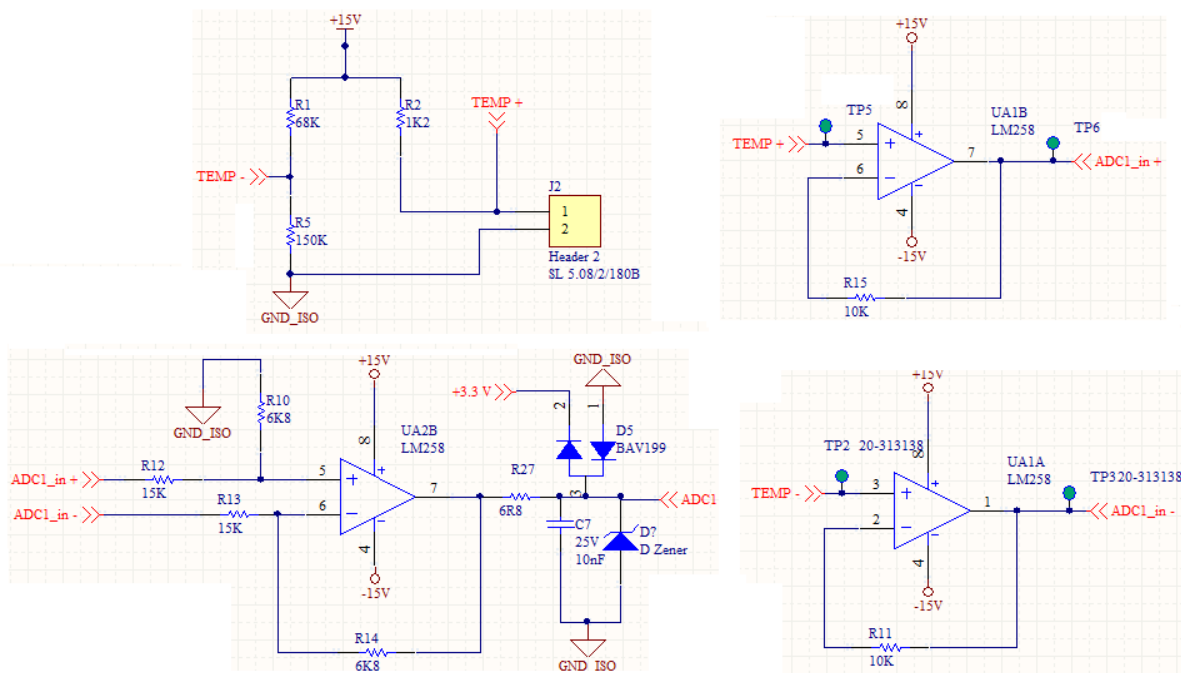 +15V
R1
68K
R2
1K2
TEMP +
TEMP -
R5
150K
J2
1
2
Header 2
SL 5.08/2/180B
GND_ISO
+15V
TP5
8
UA1B
LM258
TP6
TEMP +
5
6
7
ADC1_in +
4
-15V
R15
10K
+15V
GND_ISO
R10
6K8
GND_ISO
+3.3 V
2
1
UA2B
LM258
8
D5
BAV199
ADC1_in +
R12
15K
5
ADC1_in -
R13
15K
6
7
R27
6R8
3
ADC1
C7
25V
10nF
D?
D Zener
4
-15V
R14
6K8
GND_ISO
+15V
TP2 20-313138
8
UA1A
LM258
TP320-313138
TEMP -
3
2
1
ADC1_in -
4
-15V
R11
10K